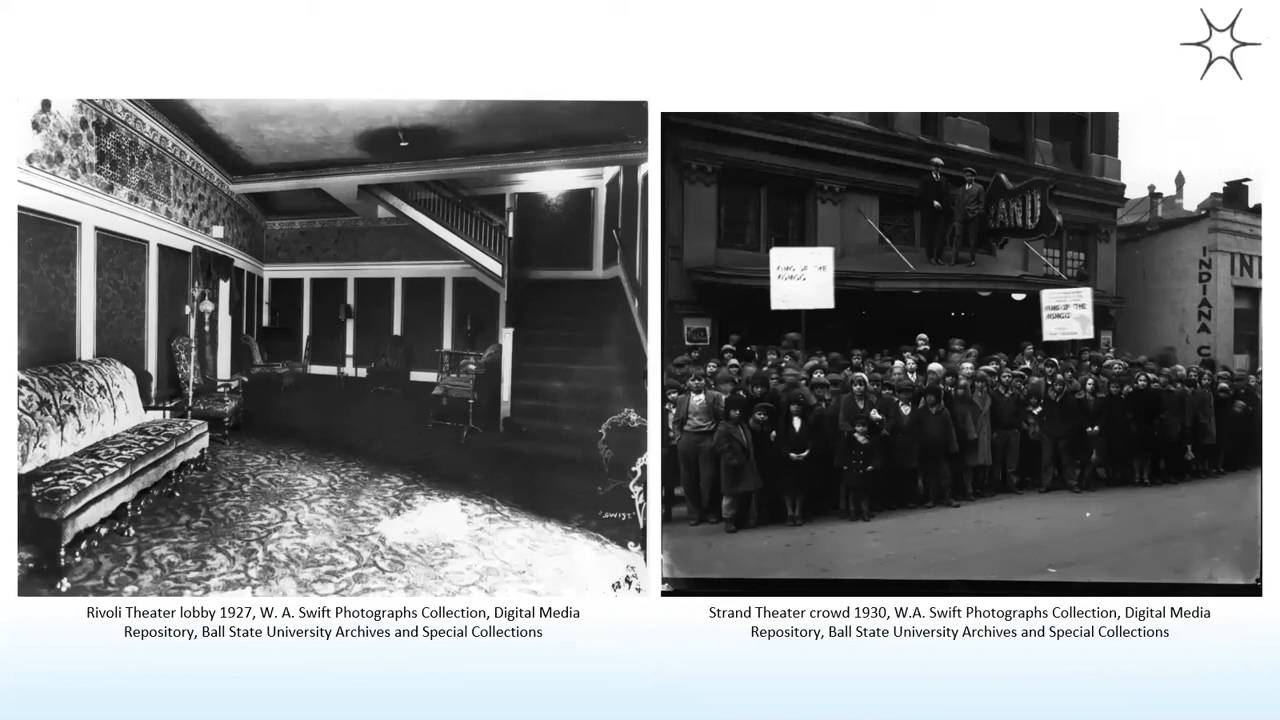 KING OF THE
KONGO
KING OF THE
KONGO
INDIANA
IND
"SWIST"
Rivoli Theater lobby 1927, W. A. Swift Photographs Collection, Digital Media
Repository, Ball State University Archives and Special Collections
Strand Theater crowd 1930, W.A. Swift Photographs Collection, Digital Media
Repository, Ball State University Archives and Special Collections